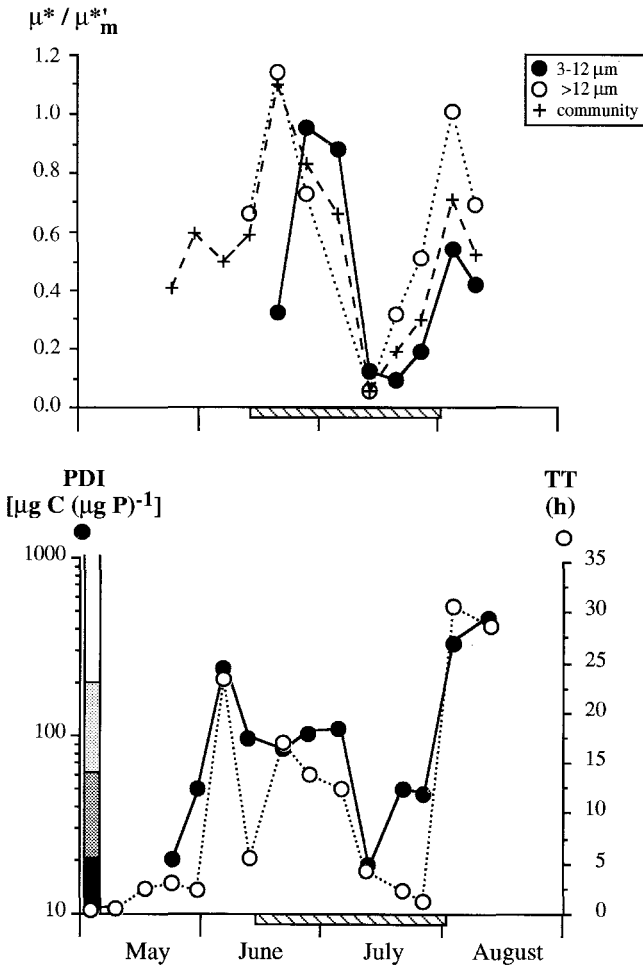 μ* / μ*'m
1.2
1.0
0.8
0.6
0.4
0.2
0.0
3-12 μm
>12 μm
community
PDI
[μg C (μg P)-1]
TT
(h)
1000
100
10
35
30
25
20
15
10
5
0
May June July August